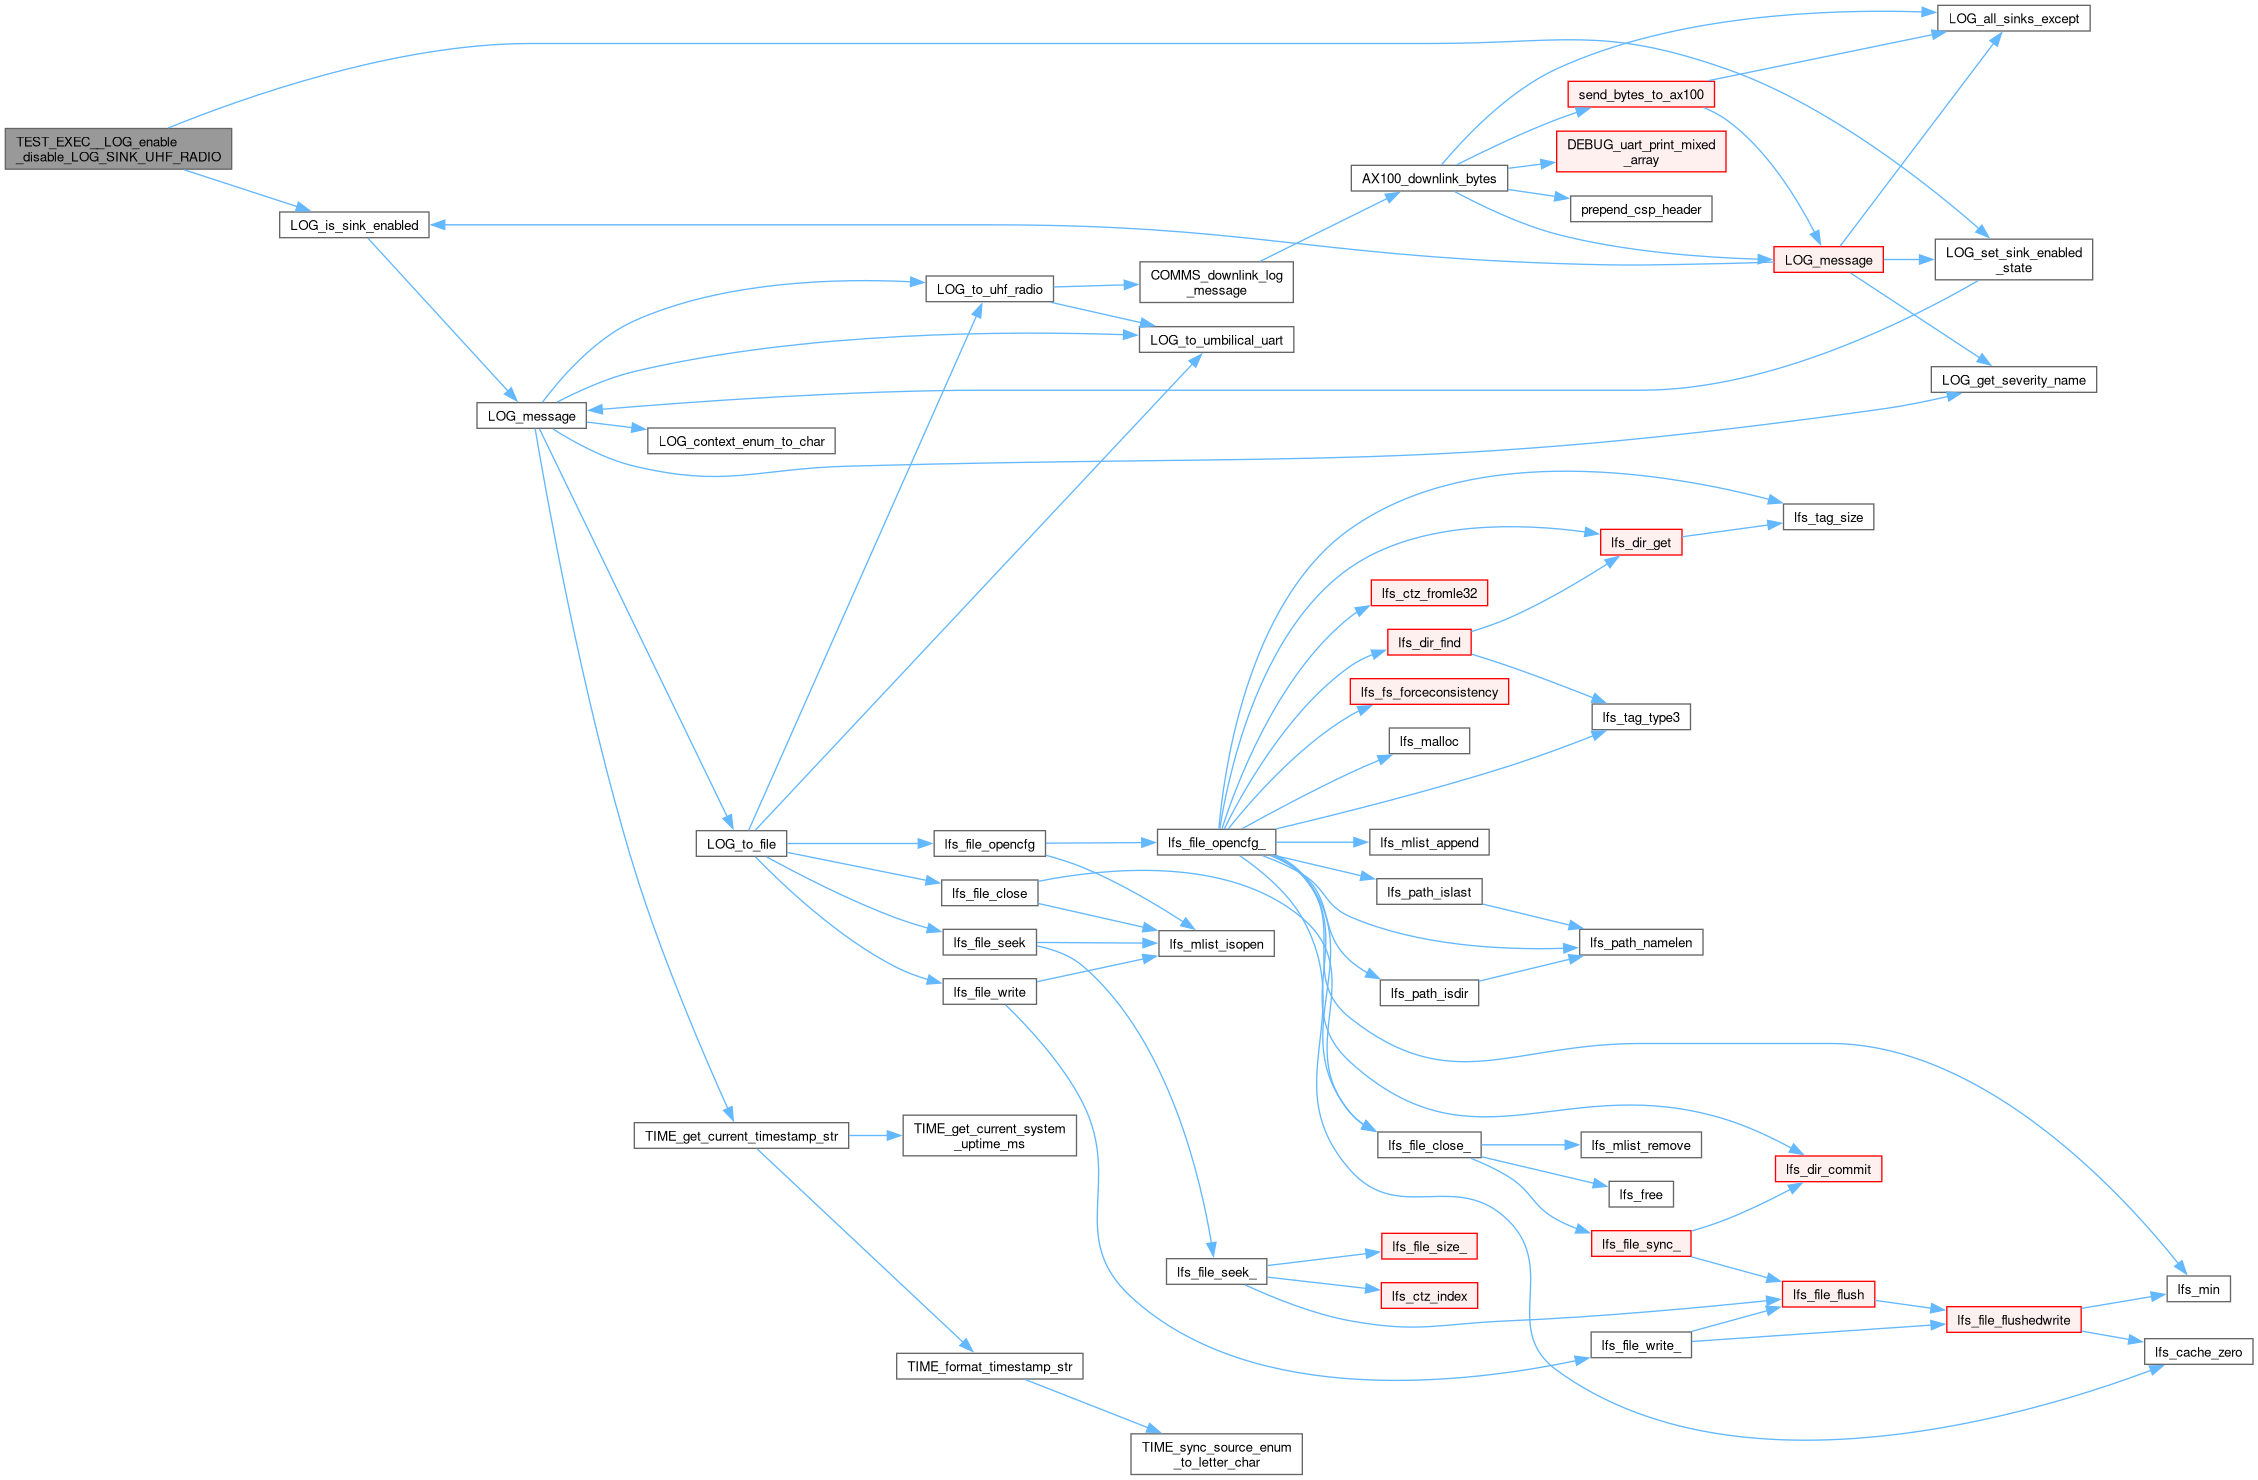 TEST_EXEC__LOG_enable
_disable_LOG_SINK_UHF_RADIO
LOG_is_sink_enabled
LOG_message
LOG_to_uhf_radio
COMMS_downlink_log
_message
LOG_to_umbilical_uart
LOG_context_enum_to_char
AX100_downlink_bytes
LOG_all_sinks_except
send_bytes_to_ax100
DEBUG_uart_print_mixed
_array
prepend_csp_header
LOG_message
LOG_set_sink_enabled
_state
LOG_get_severity_name
LOG_to_file
lfs_file_opencfg
lfs_file_close
lfs_file_seek
lfs_file_write
lfs_file_opencfg_
lfs_mlist_isopen
lfs_tag_size
lfs_dir_get
lfs_ctz_fromle32
lfs_dir_find
lfs_fs_forceconsistency
lfs_tag_type3
lfs_malloc
lfs_mlist_append
lfs_path_islast
lfs_path_namelen
lfs_path_isdir
TIME_get_current_timestamp_str
TIME_get_current_system
_uptime_ms
lfs_file_close_
lfs_mlist_remove
lfs_dir_commit
lfs_free
lfs_file_sync_
lfs_file_seek_
lfs_file_size_
lfs_ctz_index
lfs_file_flush
lfs_min
lfs_file_flushedwrite
lfs_file_write_
lfs_cache_zero
TIME_format_timestamp_str
TIME_sync_source_enum
_to_letter_char